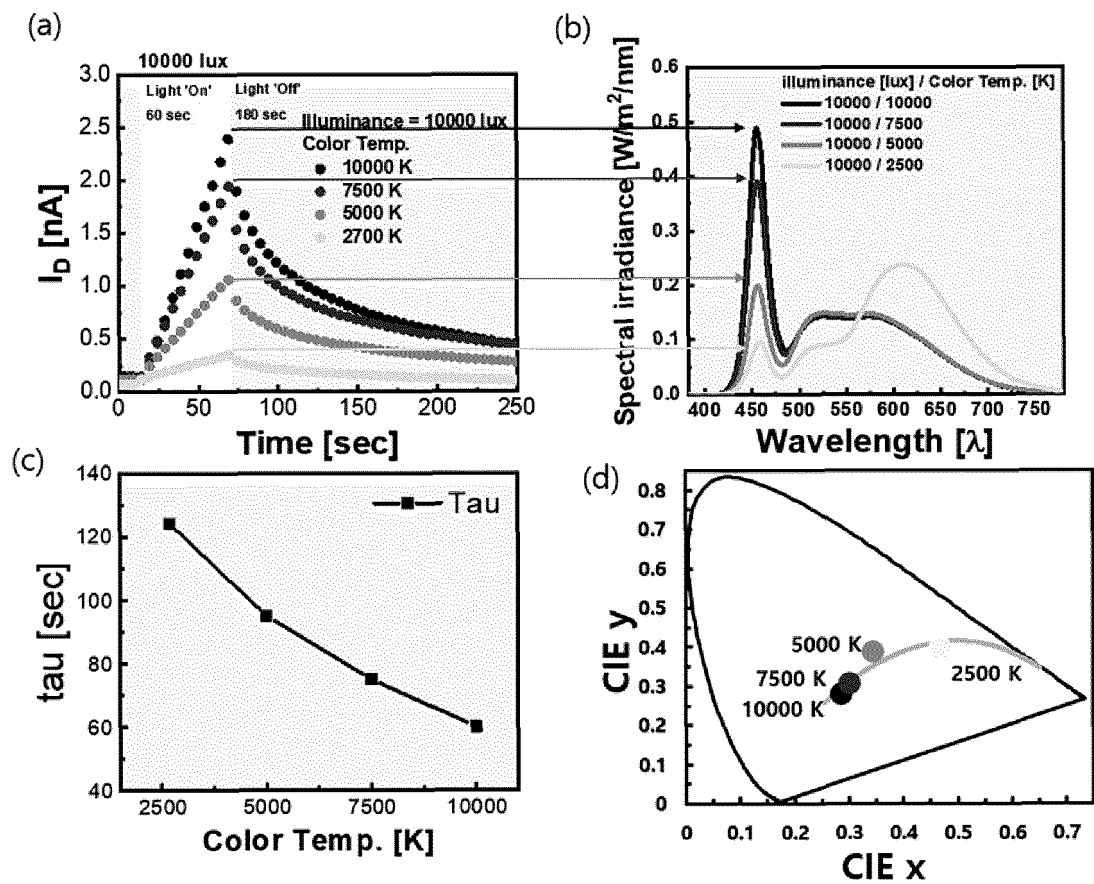 (a)
10000 lux
3.0
2.5
2.0
1.5
1.0
0.5
0.0
Light 'On'
60 sec
Light 'Off'
180 sec
Illuminance = 10000 lux
Color Temp.
10000 K
7500 K
5000 K
2700 K
I_D [nA]
0
50
100
150
200
250
Time [sec]
(b)
0.6
0.5
0.4
0.3
0.2
0.1
0.0
Spectral irradiance [W/m²/nm]
illuminance [lux] / Color Temp. [K]
10000 / 10000
10000 / 7500
10000 / 5000
10000 / 2500
400
450
500
550
600
650
700
750
Wavelength [λ]
(c)
140
120
100
80
60
40
tau [sec]
Tau
2500
5000
7500
10000
Color Temp. [K]
(d)
0.8
0.7
0.6
0.5
0.4
0.3
0.2
0.1
0
CIE y
5000 K
7500 K
10000 K
2500 K
0
0.1
0.2
0.3
0.4
0.5
0.6
0.7
CIE x